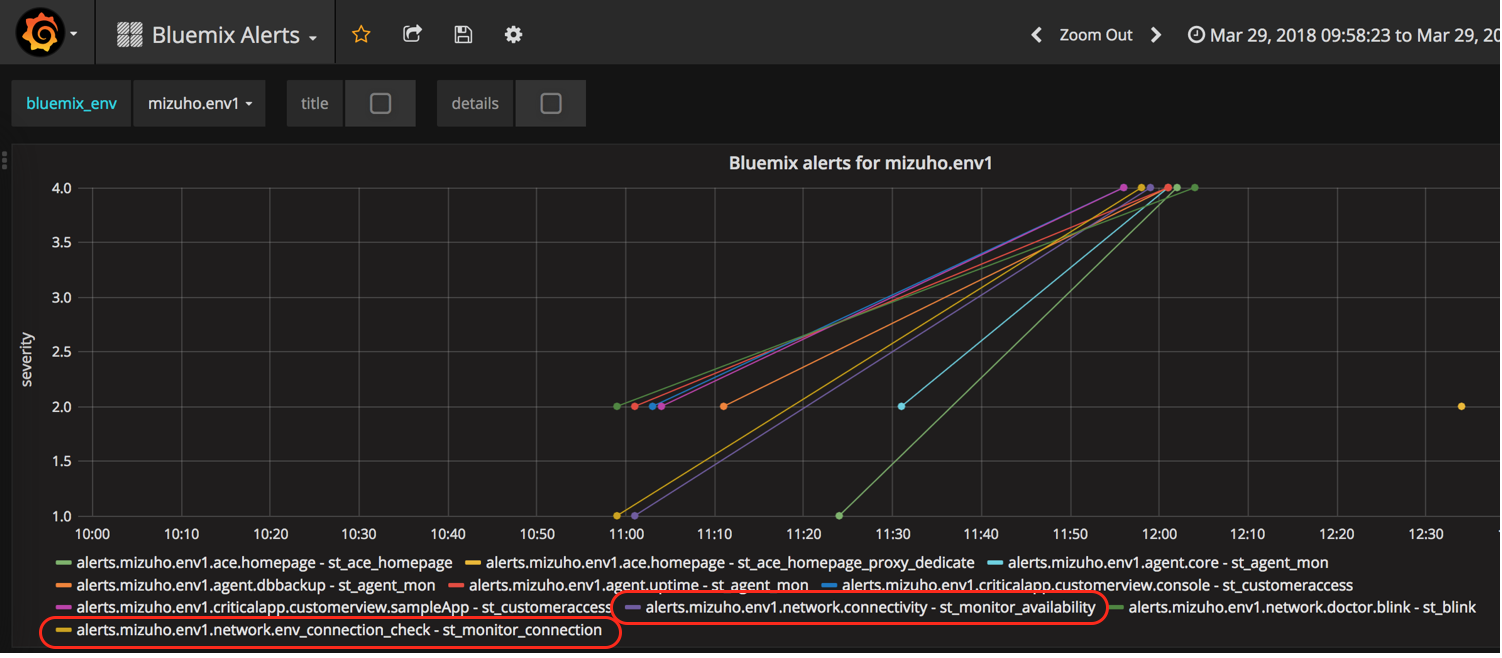 Bluemix Alerts
Zoom Out
Mar 29, 2018 09:58:23 to Mar 29, 20
bluemix_env mizuho.env1 title details
Bluemix alerts for mizuho.env1
severity
4.0
3.5
3.0
2.5
2.0
1.5
1.0
10:00 10:10 10:20 10:30 10:40 10:50 11:00 11:10 11:20 11:30 11:40 11:50 12:00 12:10 12:20 12:30
alerts.mizuho.env1.ace.homepage - st_ace_homepage alerts.mizuho.env1.ace.homepage - st_ace_homepage_proxy_dedicate alerts.mizuho.env1.agent.core - st_agent_mon
alerts.mizuho.env1.agent.dbbackup - st_agent_mon alerts.mizuho.env1.agent.uptime - st_agent_mon alerts.mizuho.env1.criticalapp.customerview.console - st_customeraccess
alerts.mizuho.env1.criticalapp.customerview.sampleApp - st_customeraccess alerts.mizuho.env1.network.connectivity - st_monitor_availability alerts.mizuho.env1.network.doctor.blink - st_blink
alerts.mizuho.env1.network.env_connection_check - st_monitor_connection